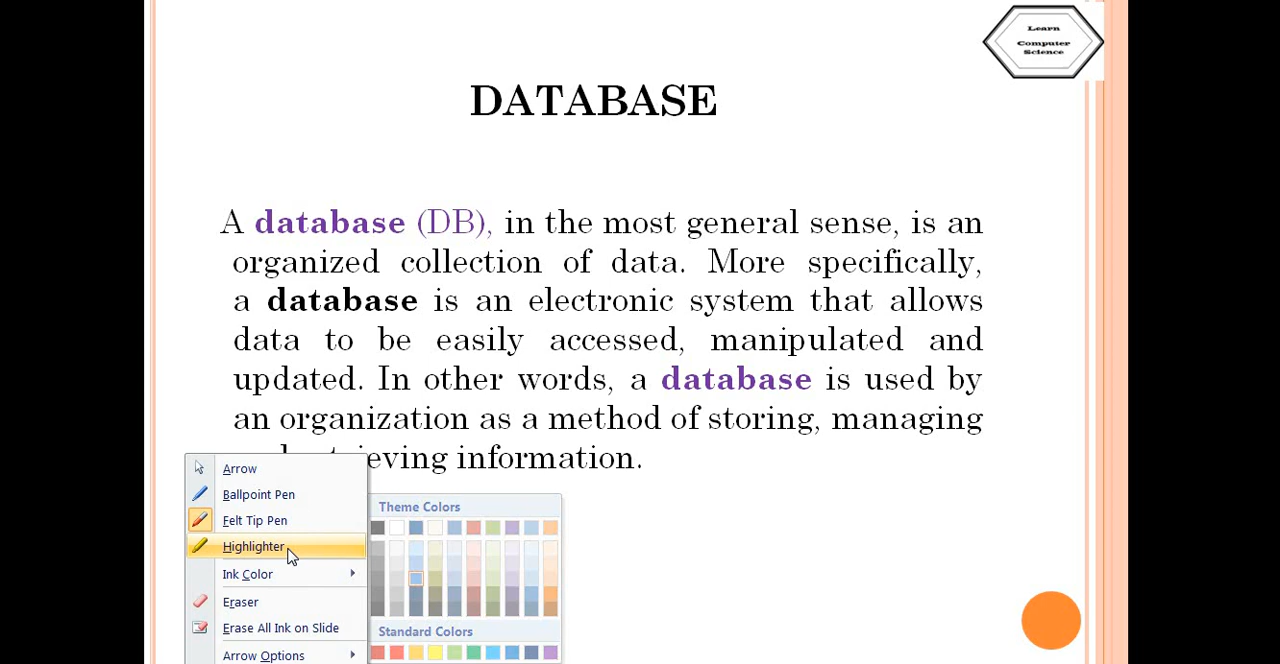 Learn
Computer
Science
DATABASE
A database (DB), in the most general sense, is an
organized collection of data. More specifically,
a database is an electronic system that allows
data to be easily accessed, manipulated and
updated. In other words, a database is used by
an organization as a method of storing, managing
information.
Arrow
Ballpoint Pen
Felt Tip Pen
Highlighter
Ink Color
Eraser
Erase All Ink on Slide
Arrow Options
Theme Colors
Standard Colors